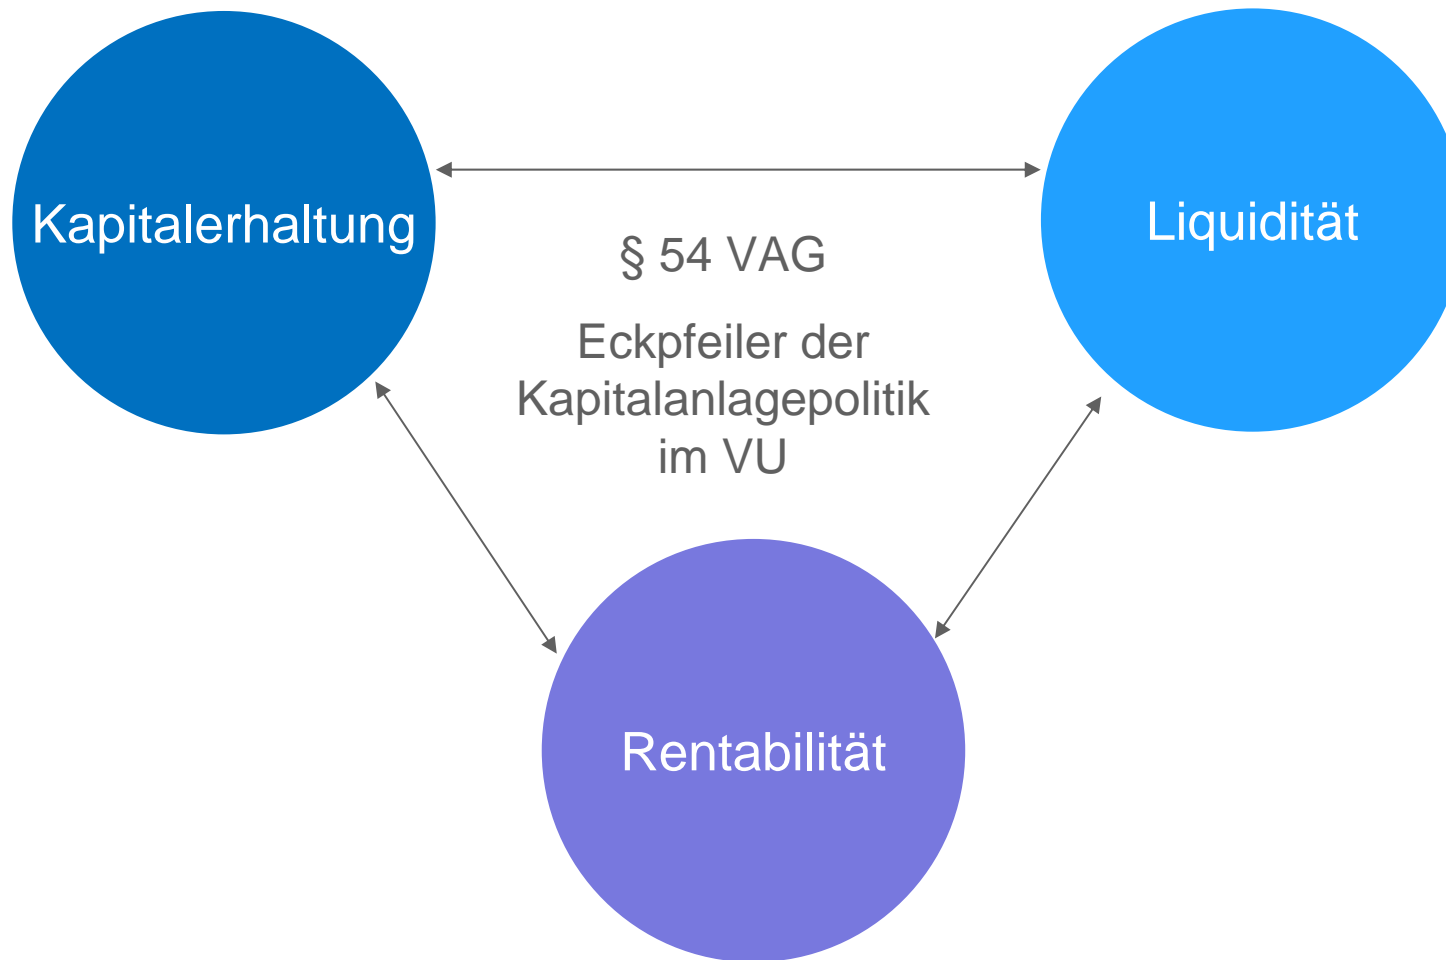 Kapitalerhaltung
Liquidität
§ 54 VAG
Eckpfeiler der
Kapitalanlagepolitik
im VU
Rentabilität